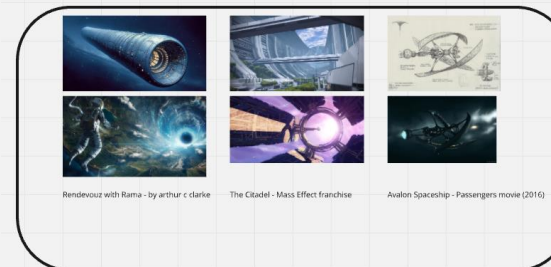 Rendevouz with Rama - by arthur c clarke
The Citadel - Mass Effect franchise
Avalon Spaceship - Passengers movie (2016)